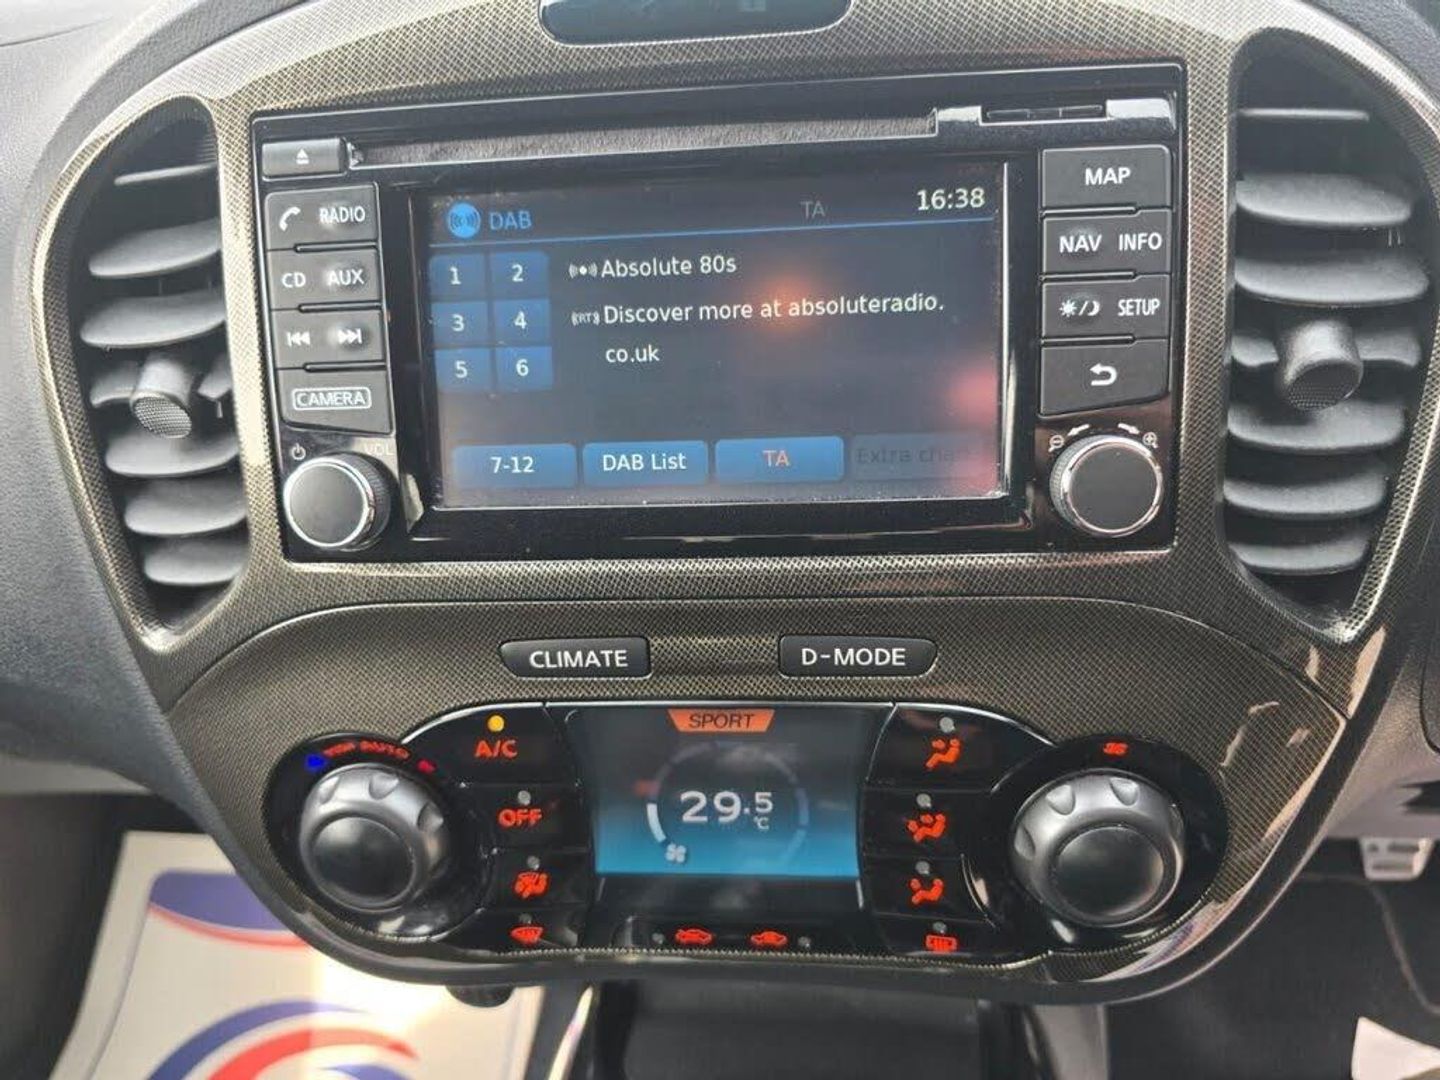 DAB
TA
16:38
1 2
Absolute 80s
3 4
Discover more at absoluteradio.
co.uk
5 6
7-12
DAB List
TA
RADIO
CD AUX
CAMERA
VOL
MAP
NAV INFO
SETUP
CLIMATE
D-MODE
SPORT
A/C
OFF
29.5
°C